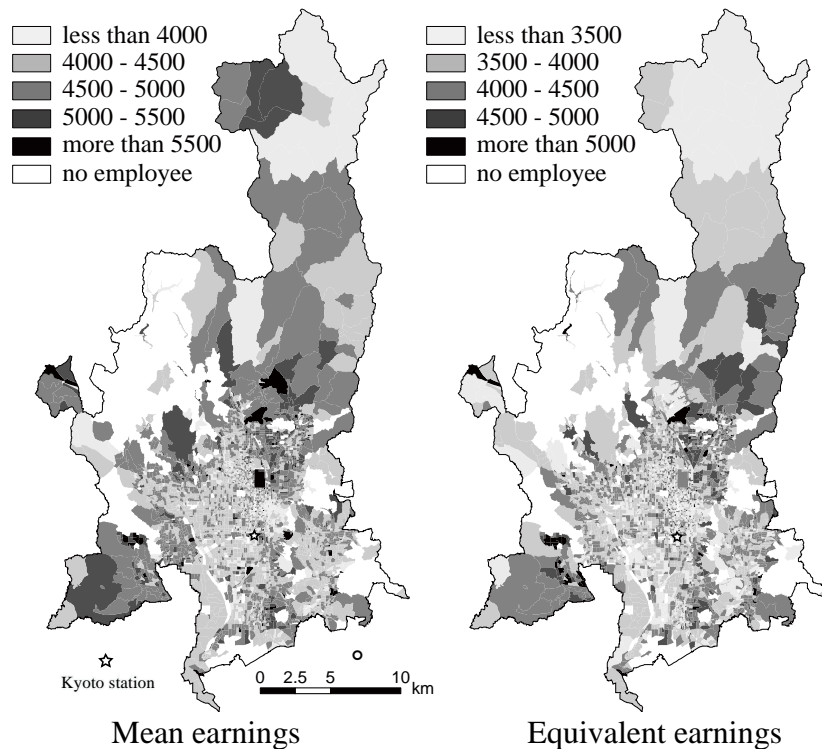 less than 4000
4000 - 4500
4500 - 5000
5000 - 5500
more than 5500
no employee
less than 3500
3500 - 4000
4000 - 4500
4500 - 5000
more than 5000
no employee
Kyoto station
0 2.5 5 10
km
Mean earnings
Equivalent earnings